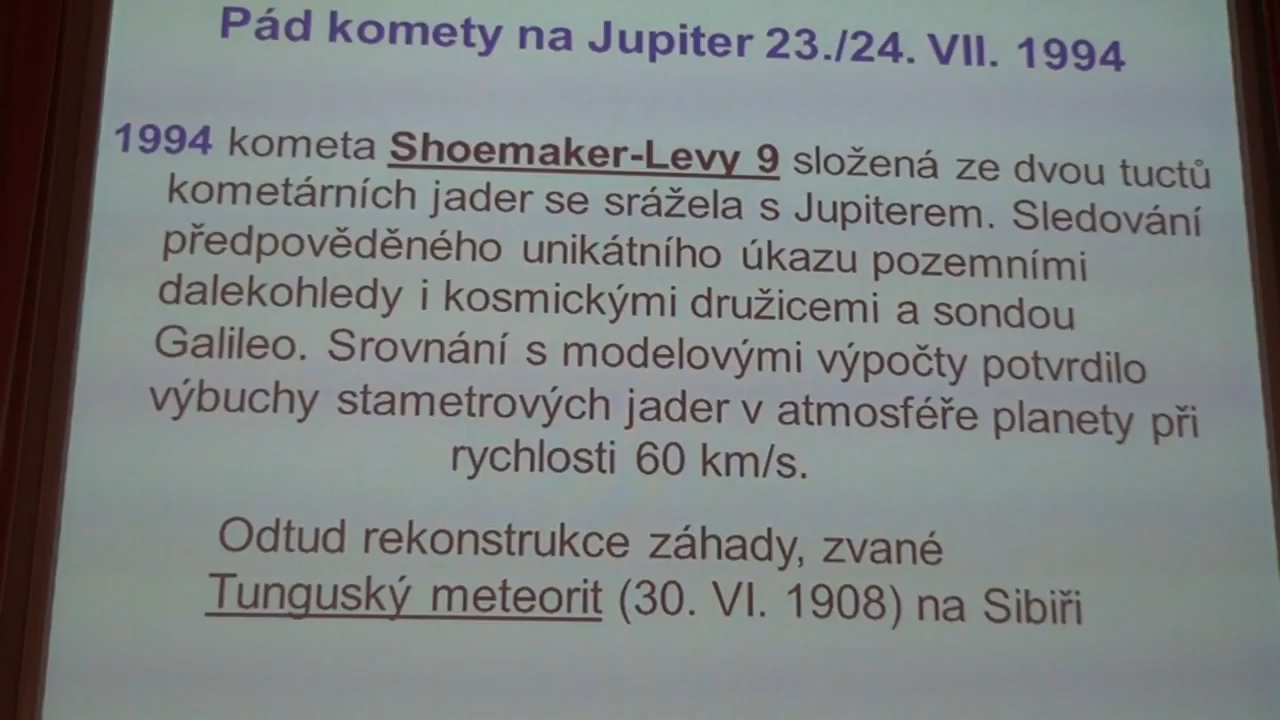 Pád komety na Jupiter 23./24. VII. 1994
1994 kometa Shoemaker-Levy 9 složená ze dvou tuctů
kometárních jader se srážela s Jupiterem. Sledování
předpověděného unikátního úkazu pozemními
dalekohledy i kosmickými družicemi a sondou
Galileo. Srovnání s modelovými výpočty potvrdilo
výbuchy stametrových jader v atmosféře planety při
rychlosti 60 km/s.
Odtud rekonstrukce záhady, zvané
Tunguský meteorit (30. VI. 1908) na Sibiři